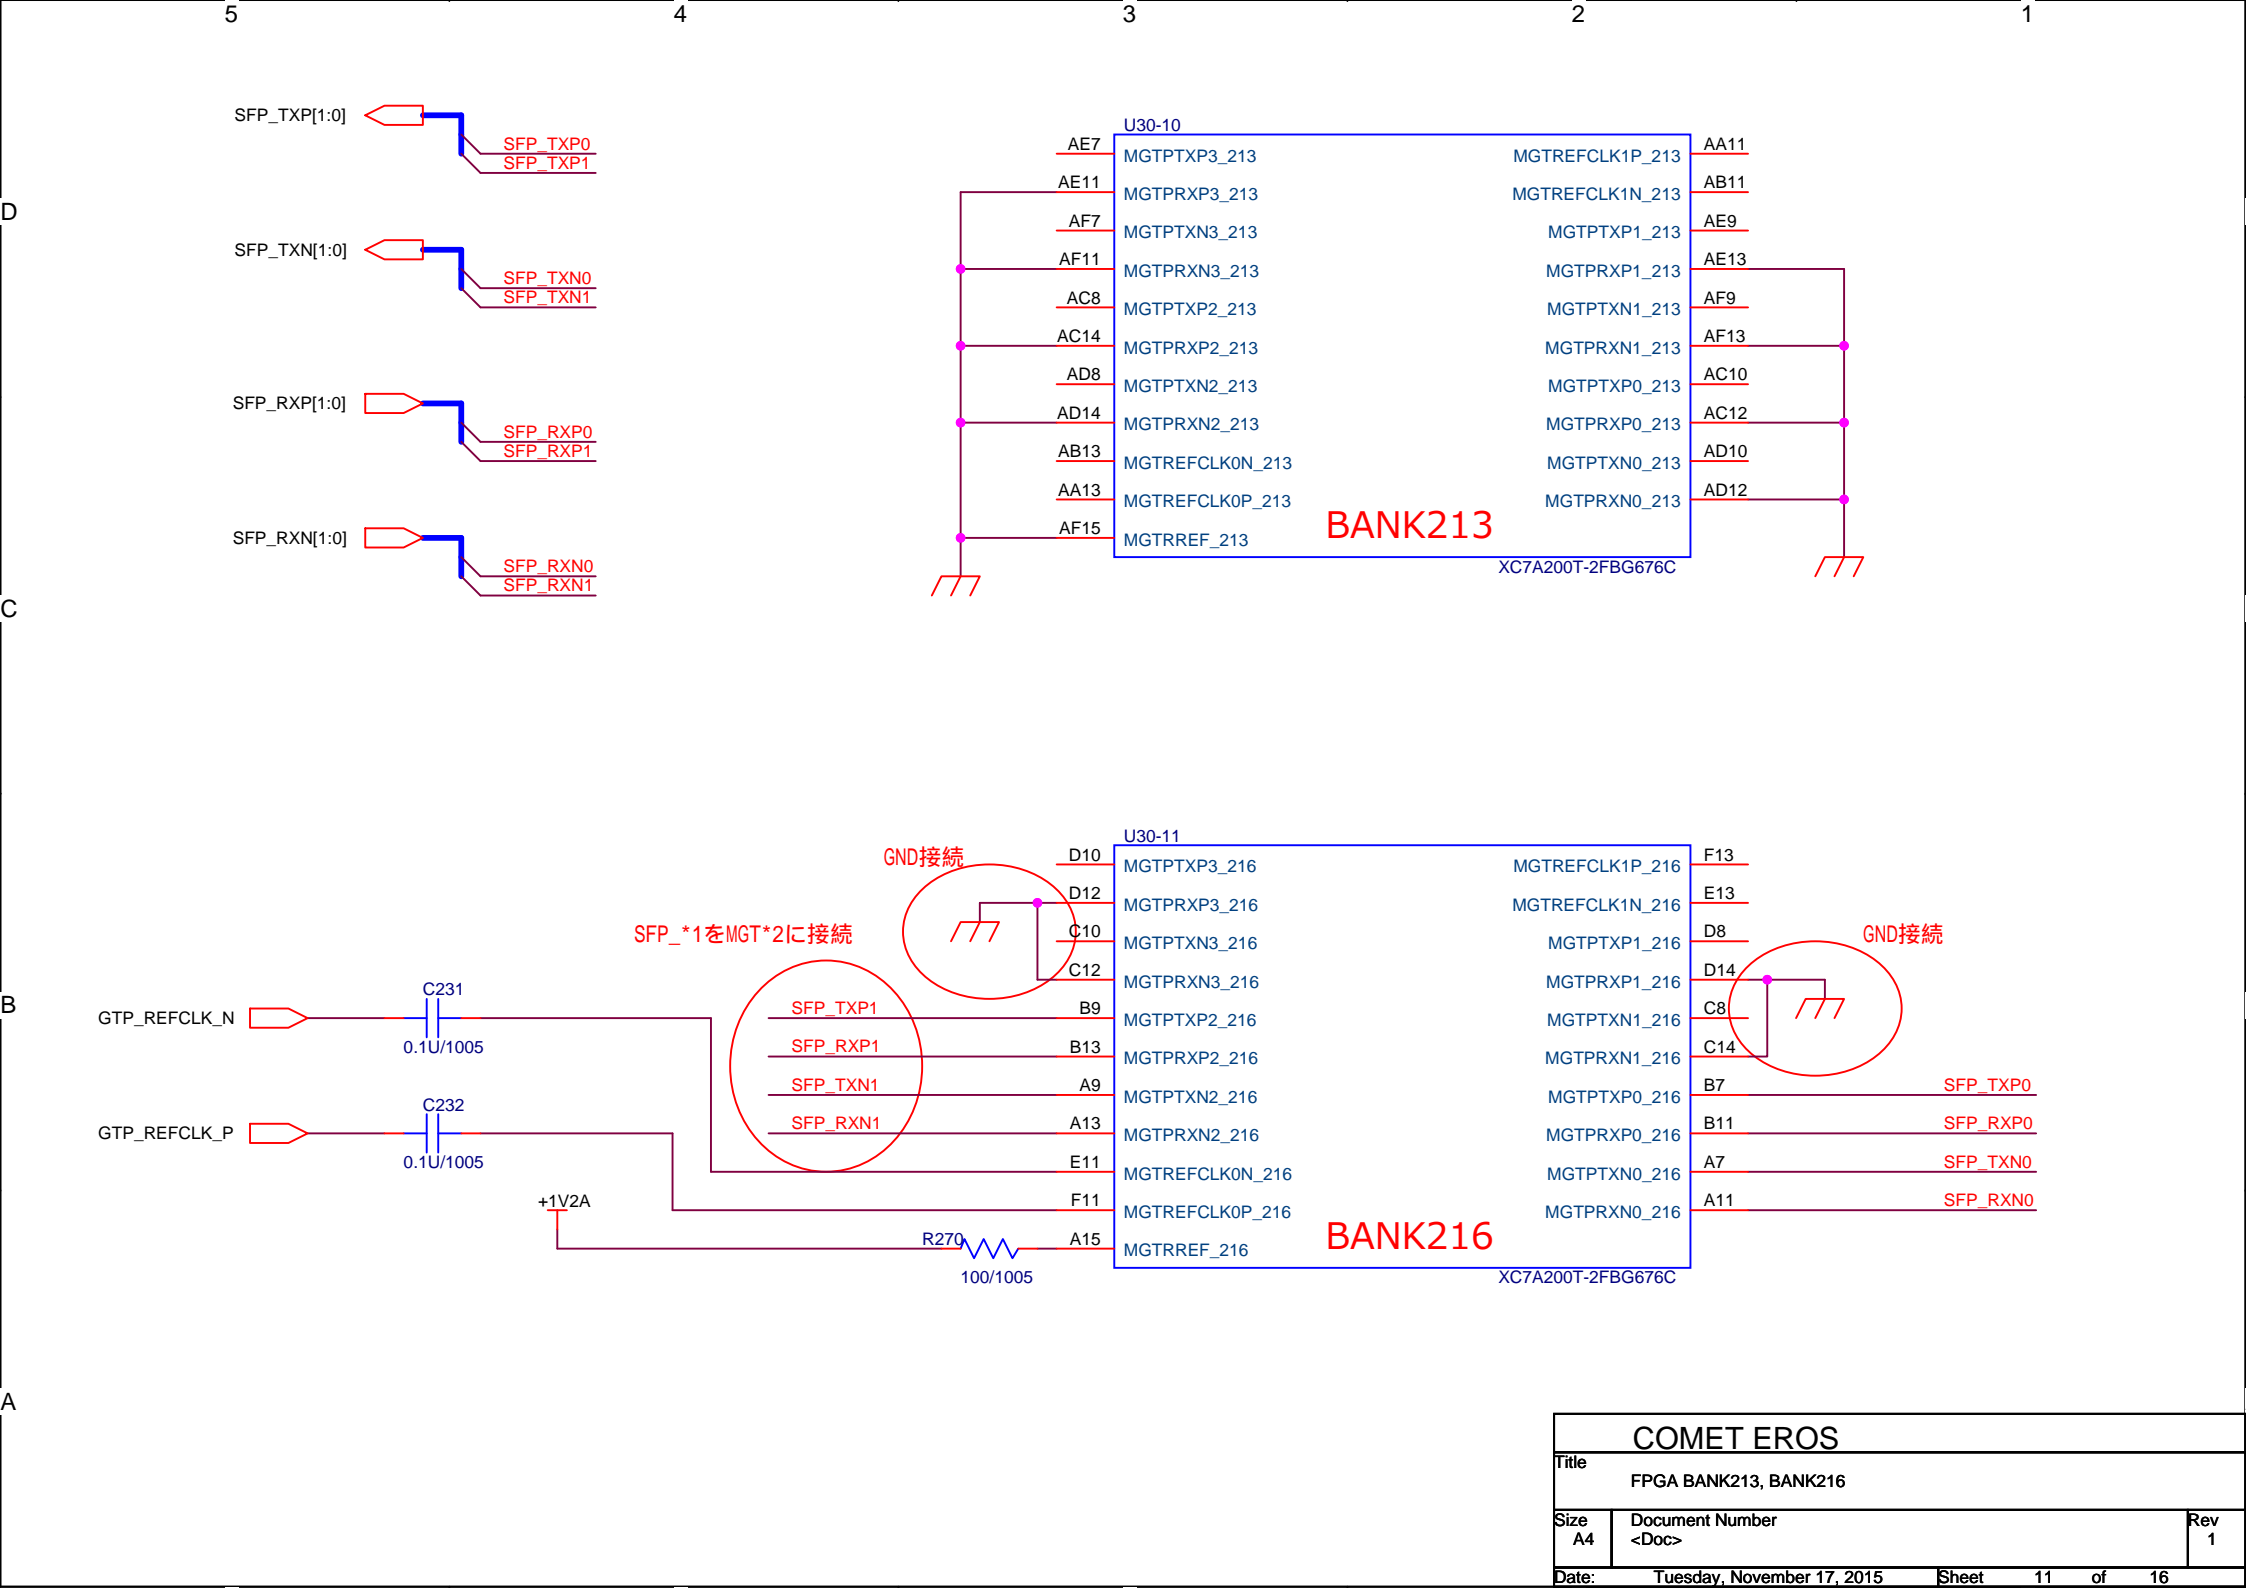 5 4 3 2 1
D
C
B
A
SFP_TXP[1:0]
SFP_TXP0
SFP_TXP1
SFP_TXN[1:0]
SFP_TXN0
SFP_TXN1
SFP_RXP[1:0]
SFP_RXP0
SFP_RXP1
SFP_RXN[1:0]
SFP_RXN0
SFP_RXN1
U30-10
AE7 MGTPTXP3_213 MGTREFCLK1P_213 AA11
AE11 MGTPRXP3_213 MGTREFCLK1N_213 AB11
AF7 MGTPTXN3_213 MGTPTXP1_213 AE9
AF11 MGTPRXN3_213 MGTPRXP1_213 AE13
AC8 MGTPTXP2_213 MGTPTXN1_213 AF9
AC14 MGTPRXP2_213 MGTPRXN1_213 AF13
AD8 MGTPTXN2_213 MGTPTXP0_213 AC10
AD14 MGTPRXN2_213 MGTPRXP0_213 AC12
AB13 MGTREFCLK0N_213 MGTPTXN0_213 AD10
AA13 MGTREFCLK0P_213 MGTPRXN0_213 AD12
AF15 MGTRREF_213
BANK213
XC7A200T-2FBG676C
U30-11
GND接続
D10 MGTPTXP3_216 MGTREFCLK1P_216 F13
D12 MGTPRXP3_216 MGTREFCLK1N_216 E13
SFP_*1をMGT*2に接続
C10 MGTPTXN3_216 MGTPTXP1_216 D8
GND接続
C12 MGTPRXN3_216 MGTPRXP1_216 D14
SFP_TXP1 B9 MGTPTXP2_216 MGTPTXN1_216 C8
SFP_RXP1 B13 MGTPRXP2_216 MGTPRXN1_216 C14
SFP_TXN1 A9 MGTPTXN2_216 MGTPTXP0_216 B7 SFP_TXP0
SFP_RXN1 A13 MGTPRXN2_216 MGTPRXP0_216 B11 SFP_RXP0
E11 MGTREFCLK0N_216 MGTPTXN0_216 A7 SFP_TXN0
F11 MGTREFCLK0P_216 MGTPRXN0_216 A11 SFP_RXN0
A15 MGTRREF_216
BANK216
XC7A200T-2FBG676C
C231
GTP_REFCLK_N
0.1U/1005
C232
GTP_REFCLK_P
0.1U/1005
+1V2A
R270
100/1005
COMET EROS
Title
FPGA BANK213, BANK216
Size Document Number Rev
A4 <Doc> 1
Date: Tuesday, November 17, 2015 Sheet 11 of 16